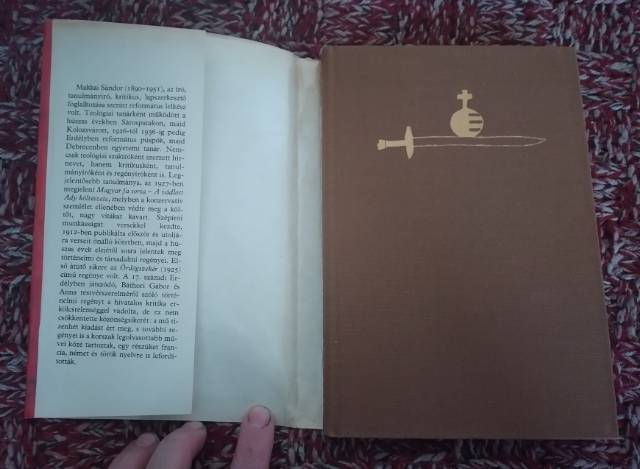 Makkai Sándor (1890–1951), az író,
tanulmányíró, kritikus, lapszerkesztő
foglalkozása szerint református lelkész
volt. Teológiai tanárként működött a
húszas években Sárospatakon, majd
Kolozsvárott, 1926-tól 1936-ig pedig
Erdélyben református püspök, majd
Debrecenben egyetemi tanár. Nem-
csak teológiai szakíróként szerzett hír-
nevet, hanem kritikusként, tanul-
mányíróként és regényíróként is. Leg-
jelentősebb tanulmánya, az 1927-ben
megjelent Magyar fa sorsa – A vádlott
Ady költészete, melyben a konzervatív
szemlélet ellenében védte meg a köl-
tőt, nagy vitákat kavart. Szépírói
munkásságát versekkel kezdte,
1912-ben publikálta először és utoljá-
ra verseit önálló kötetben, majd a hú-
szas évek elejétől sorra jelentek meg
történelmi és társadalmi regényei. El-
ső átütő sikere az Ördögszekér (1925)
című regénye volt. A 17. századi Er-
délyben játszódó, Báthori Gábor és
Anna testvérszerelméről szóló törté-
nelmi regényt a hivatalos kritika er-
kölcstelenséggel vádolta, de ez nem
csökkentette közönségsikerét: a mű ti-
zenhét kiadást ért meg, s további re-
gényei is a korszak legolvasottabb mű-
vei közé tartoztak, egy részüket fran-
cia, német és török nyelvre is lefordí-
tották.